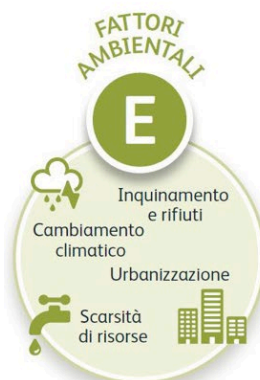 FATTORI
AMBIENTALI
E
Inquinamento
e rifiuti
Cambiamento
climatico
Urbanizzazione
Scarsità
di risorse